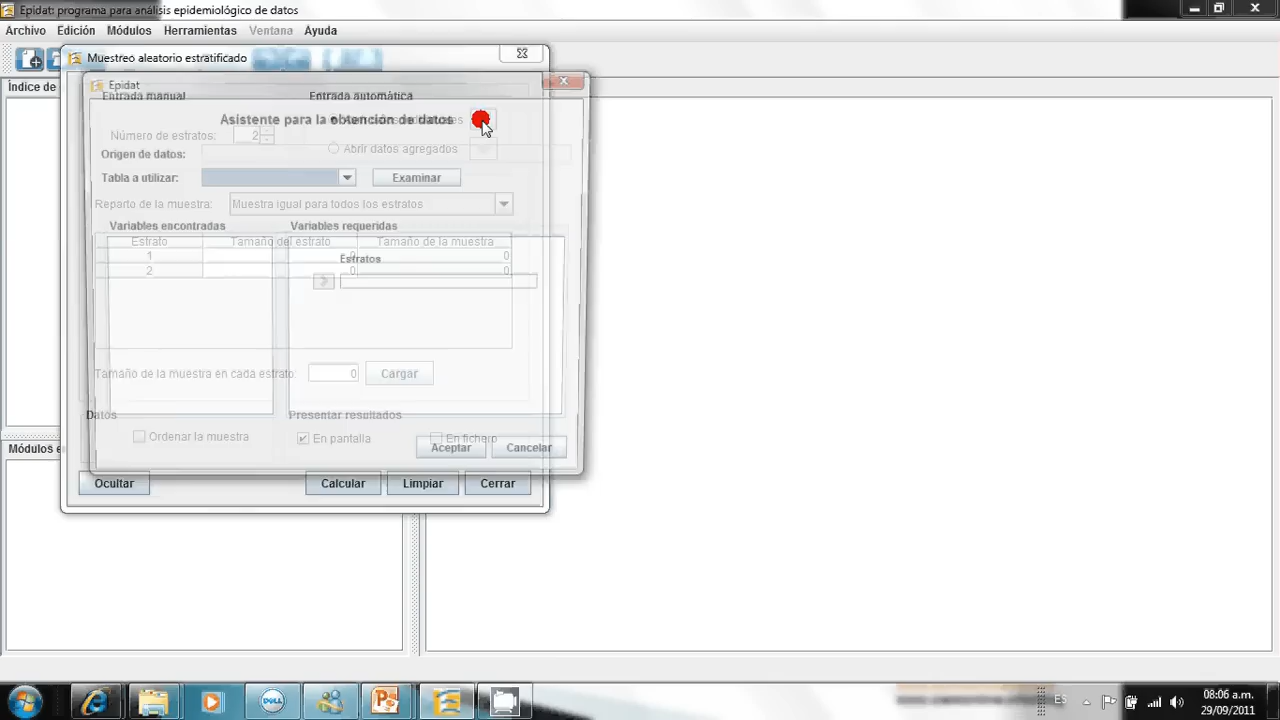 Epidat: programa para análisis epidemiológico de datos
Archivo Edición Módulos Herramientas Ventana Ayuda
Muestreo aleatorio estratificado
Índice de
Epidat
Entrada manual Entrada automática
Asistente para la obtención de datos
Número de estratos: 2
Abrir datos agregados
Origen de datos:
Tabla a utilizar: Examinar
Reparto de la muestra: Muestra igual para todos los estratos
Variables encontradas Variables requeridas
Estrato Tamaño del estrato Tamaño de la muestra
1 0 0
Estratos
2 0 0
Tamaño de la muestra en cada estrato: 0 Cargar
Datos Presentar resultados
Ordenar la muestra En pantalla En fichero
Módulos e
Aceptar Cancelar
Ocultar Calcular Limpiar Cerrar
DELL
ES
08:06 a.m.
29/09/2011